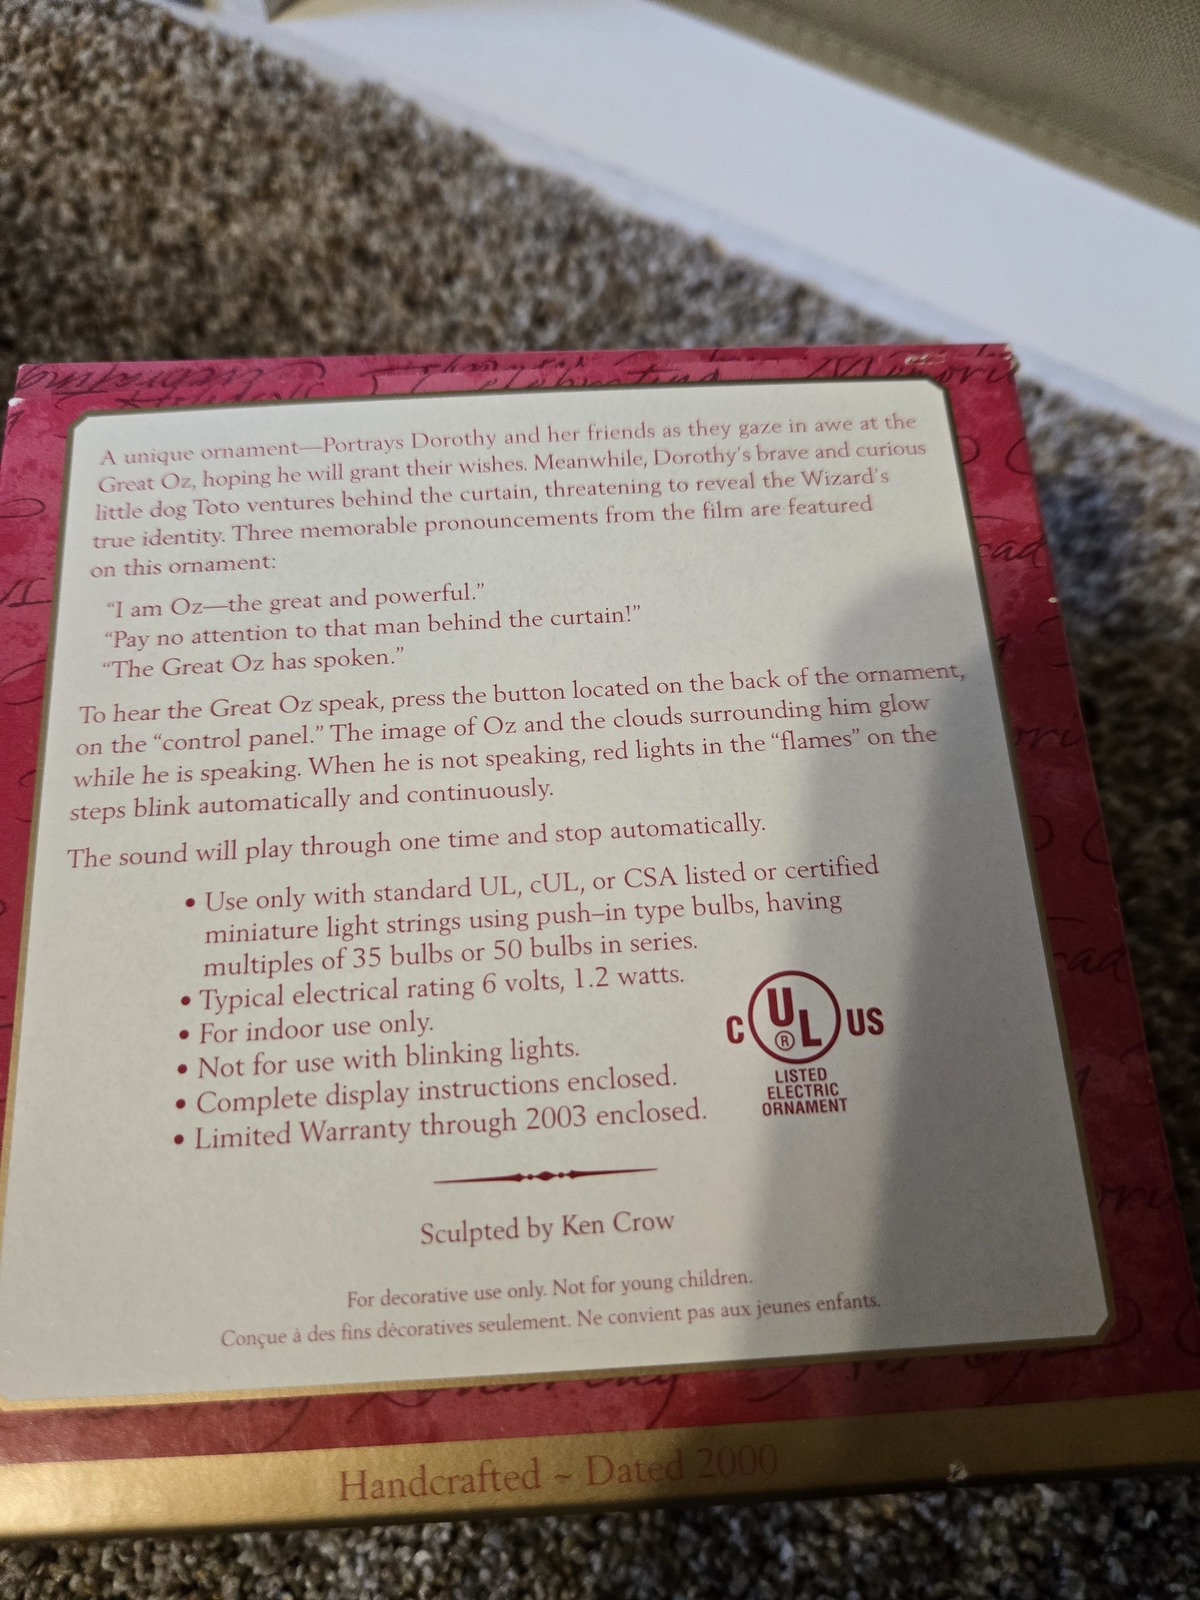 A unique ornament—Portrays Dorothy and her friends as they gaze in awe at the
Great Oz, hoping he will grant their wishes. Meanwhile, Dorothy's brave and curious
little dog Toto ventures behind the curtain, threatening to reveal the Wizard's
true identity. Three memorable pronouncements from the film are featured
on this ornament:
“I am Oz—the great and powerful.”
“Pay no attention to that man behind the curtain!”
“The Great Oz has spoken.”
To hear the Great Oz speak, press the button located on the back of the ornament,
on the “control panel.” The image of Oz and the clouds surrounding him glow
while he is speaking. When he is not speaking, red lights in the “flames” on the
steps blink automatically and continuously.
The sound will play through one time and stop automatically.
• Use only with standard UL, cUL, or CSA listed or certified
miniature light strings using push–in type bulbs, having
multiples of 35 bulbs or 50 bulbs in series.
• Typical electrical rating 6 volts, 1.2 watts.
• For indoor use only.
• Not for use with blinking lights.
• Complete display instructions enclosed.
• Limited Warranty through 2003 enclosed.
C UL ® US
LISTED
ELECTRIC
ORNAMENT
Sculpted by Ken Crow
For decorative use only. Not for young children.
Conçue à des fins décoratives seulement. Ne convient pas aux jeunes enfants.
Handcrafted ~ Dated 2000